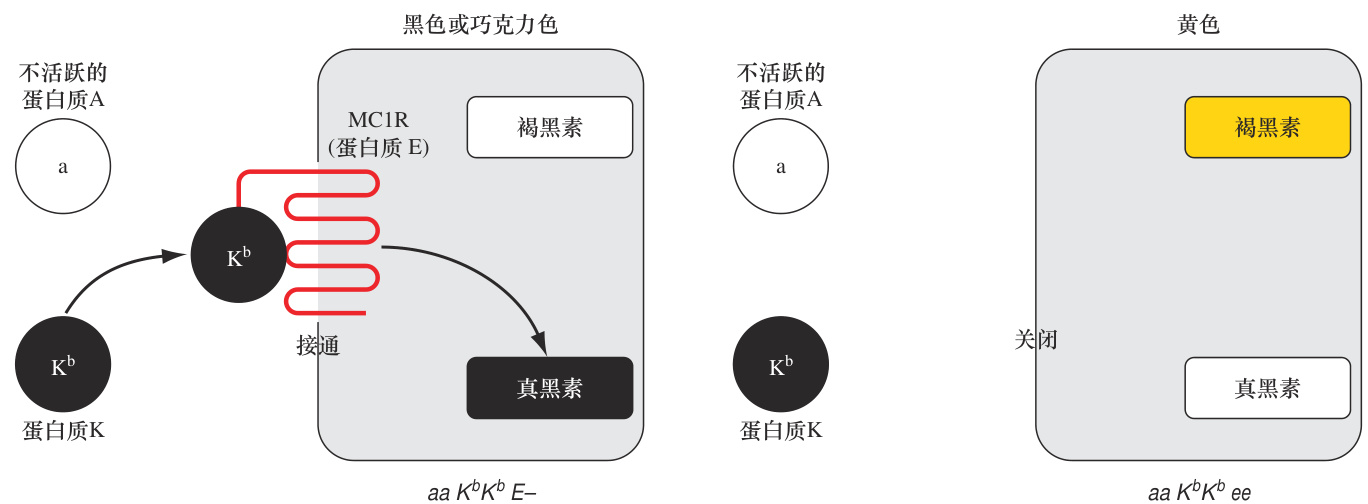 黑色或巧克力色
不活跃的
蛋白质A
a
MC1R
(蛋白质 E)
褐黑素
K^b
K^b
接通
真黑素
蛋白质K
aa K^bK^b E–
黄色
不活跃的
蛋白质A
a
褐黑素
关闭
K^b
真黑素
蛋白质K
aa K^bK^b ee